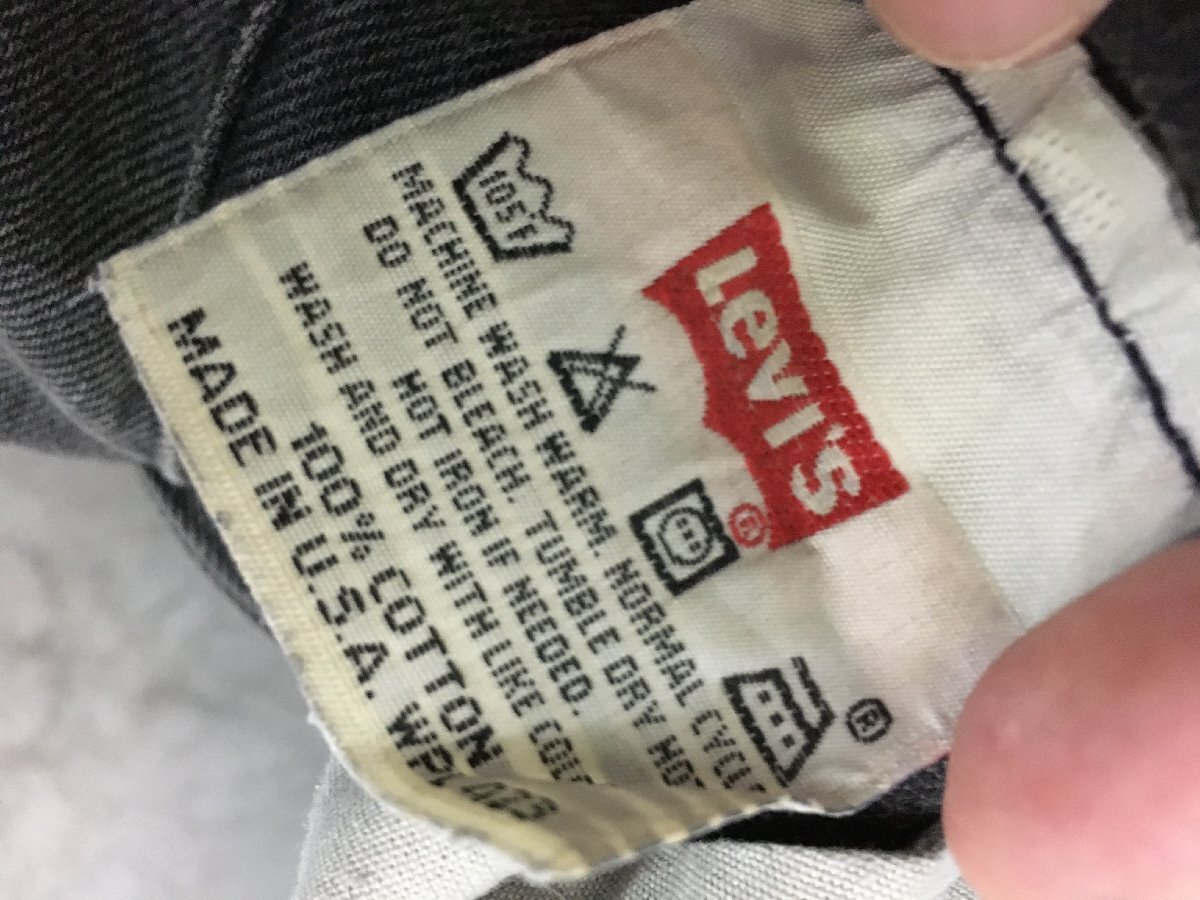 Levi's®
105F
®
MACHINE WASH WARM. NORMAL CYCLE
DO NOT BLEACH. TUMBLE DRY HOT
HOT IRON IF NEEDED.
WASH AND DRY WITH LIKE
100% COTTON
MADE IN U.S.A.